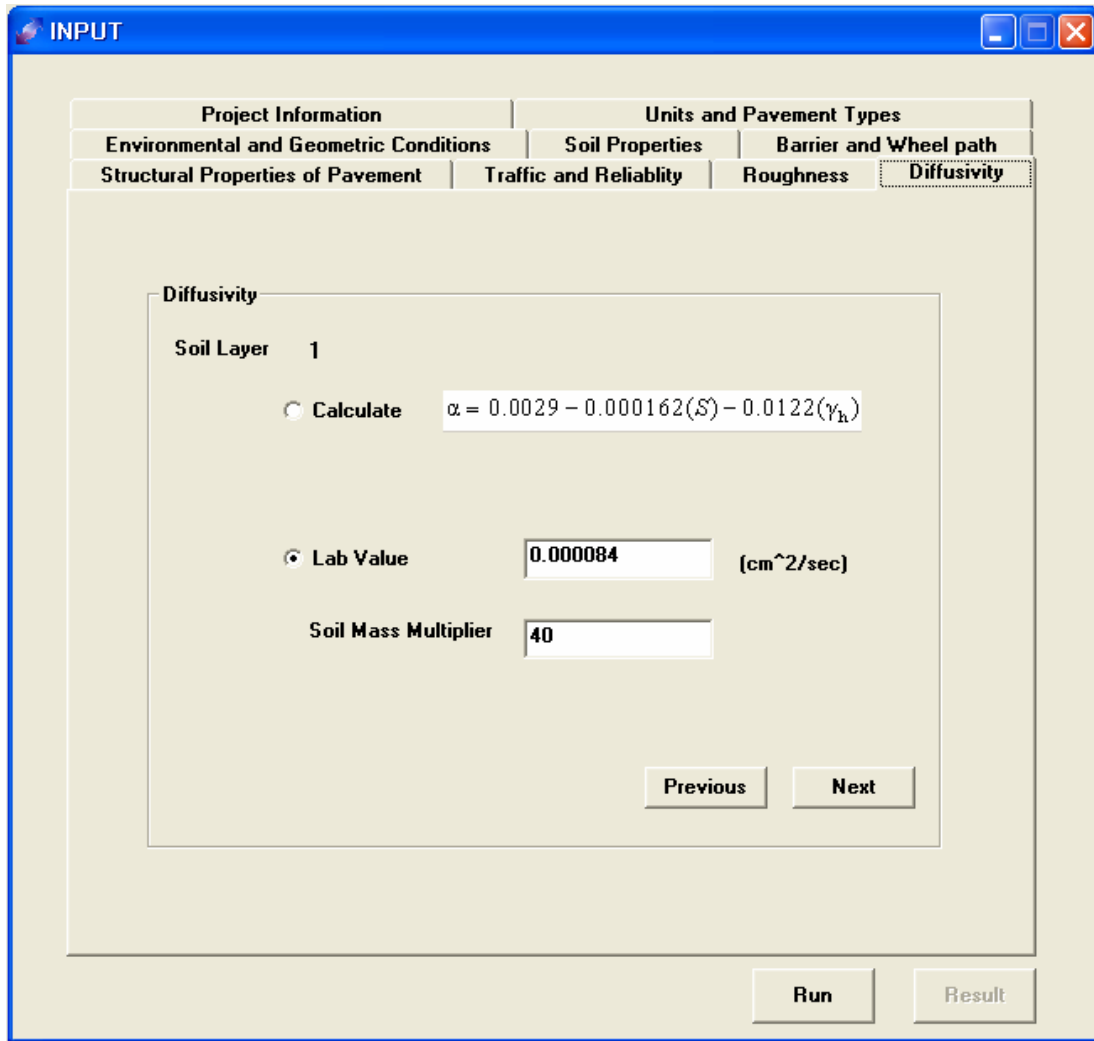 INPUT
Project Information Units and Pavement Types
Environmental and Geometric Conditions Soil Properties Barrier and Wheel path
Structural Properties of Pavement Traffic and Reliablity Roughness Diffusivity
Diffusivity
Soil Layer 1
Calculate α = 0.0029 − 0.000162(S) − 0.0122(γh)
Lab Value 0.000084 (cm^2/sec)
Soil Mass Multiplier 40
Previous Next
Run Result